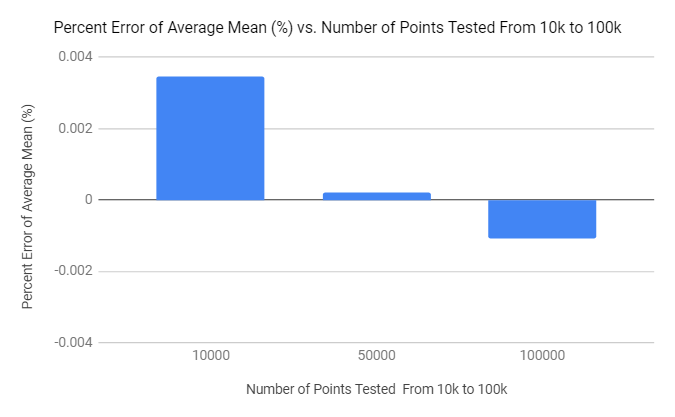 Percent Error of Average Mean (%) vs. Number of Points Tested From 10k to 100k
0.004
0.002
0
-0.002
-0.004
Percent Error of Average Mean (%)
10000 50000 100000
Number of Points Tested From 10k to 100k